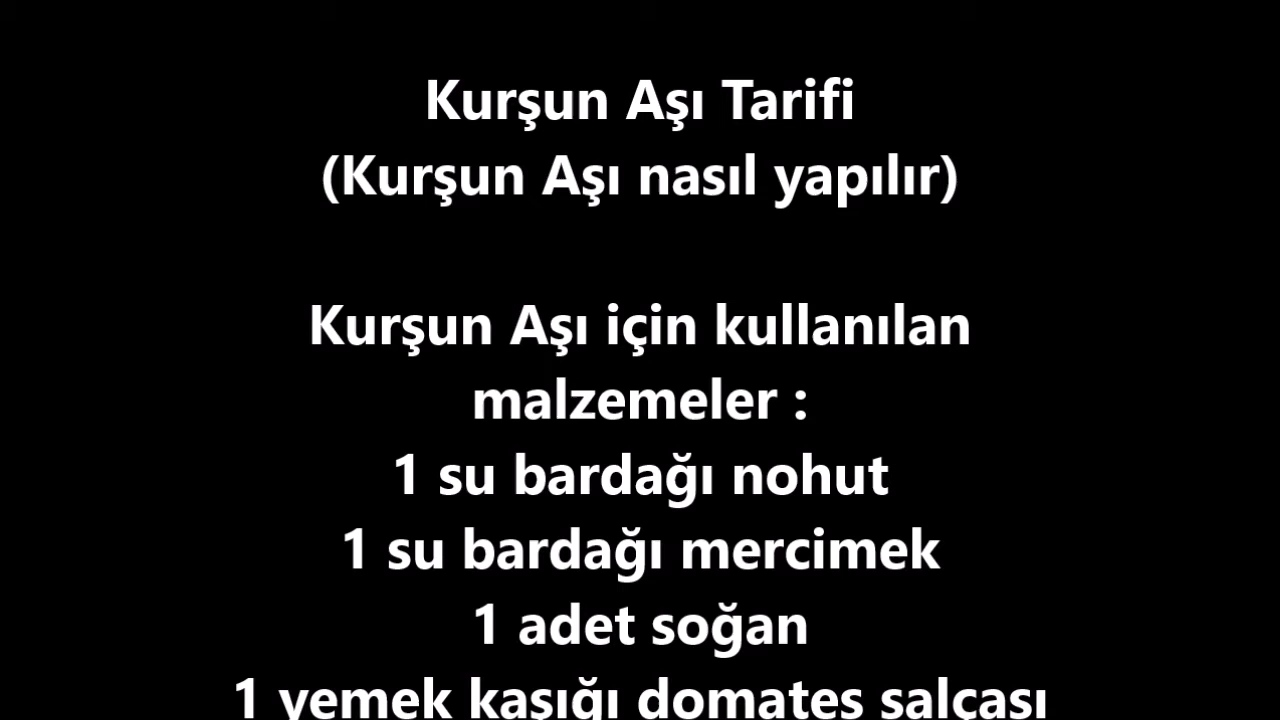 Kurşun Aşı Tarifi
(Kurşun Aşı nasıl yapılır)
Kurşun Aşı için kullanılan
malzemeler :
1 su bardağı nohut
1 su bardağı mercimek
1 adet soğan
1 yemek kaşığı domates salçası